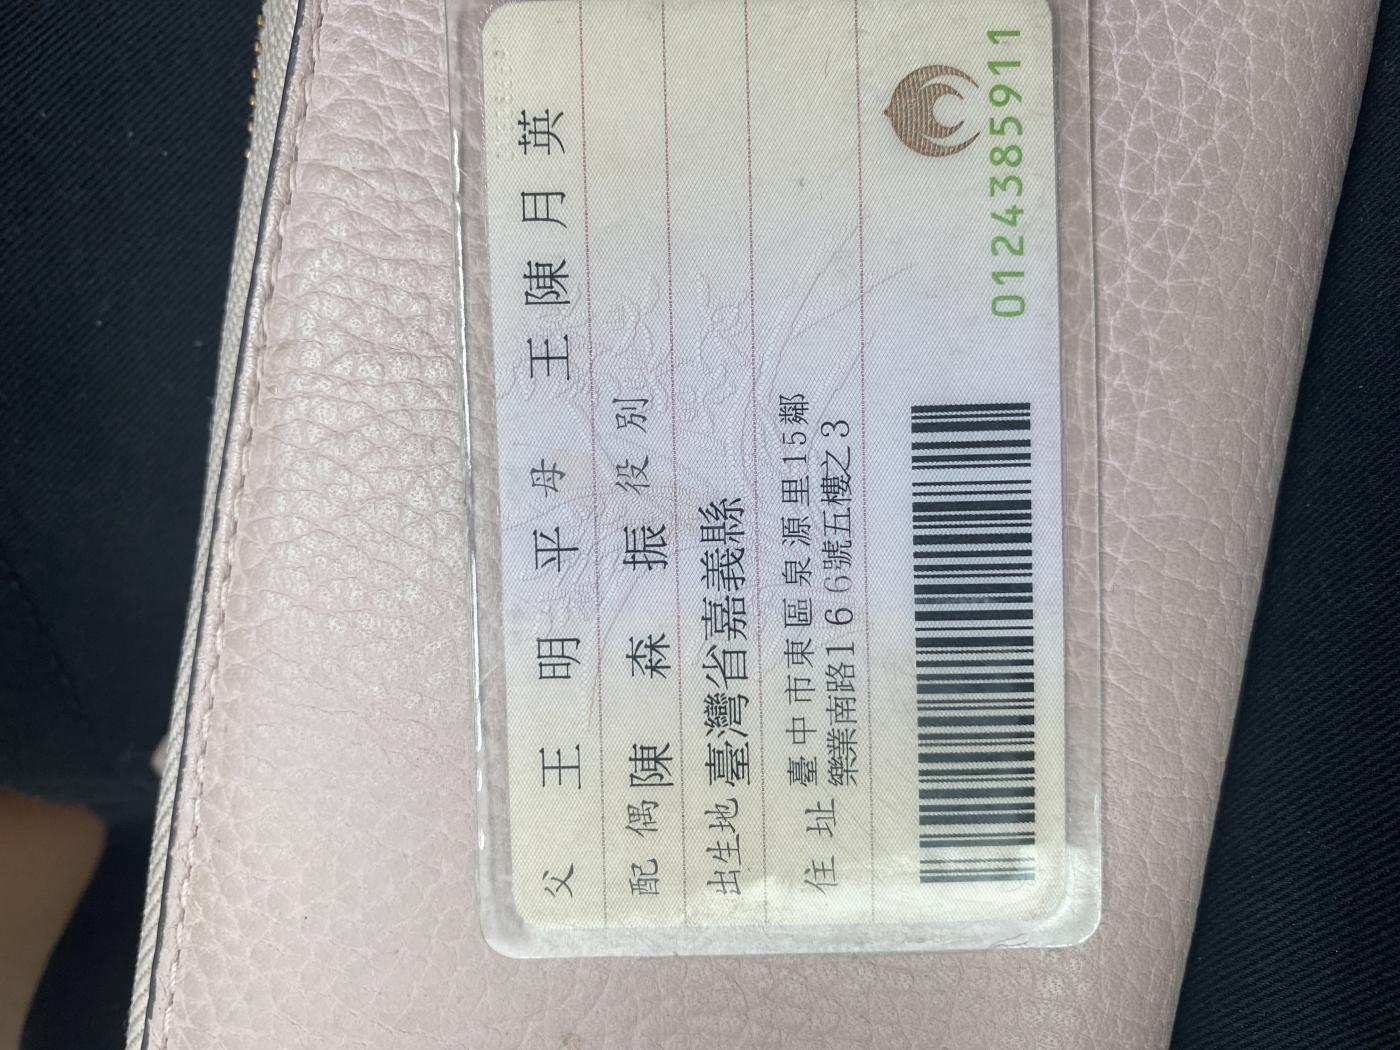 父 王明平 母 王陳月英
配偶 陳森振 役別
出生地 臺灣省嘉義縣
住址 臺中市東區泉源里15鄰
樂業南路166號五樓之3
0124385911